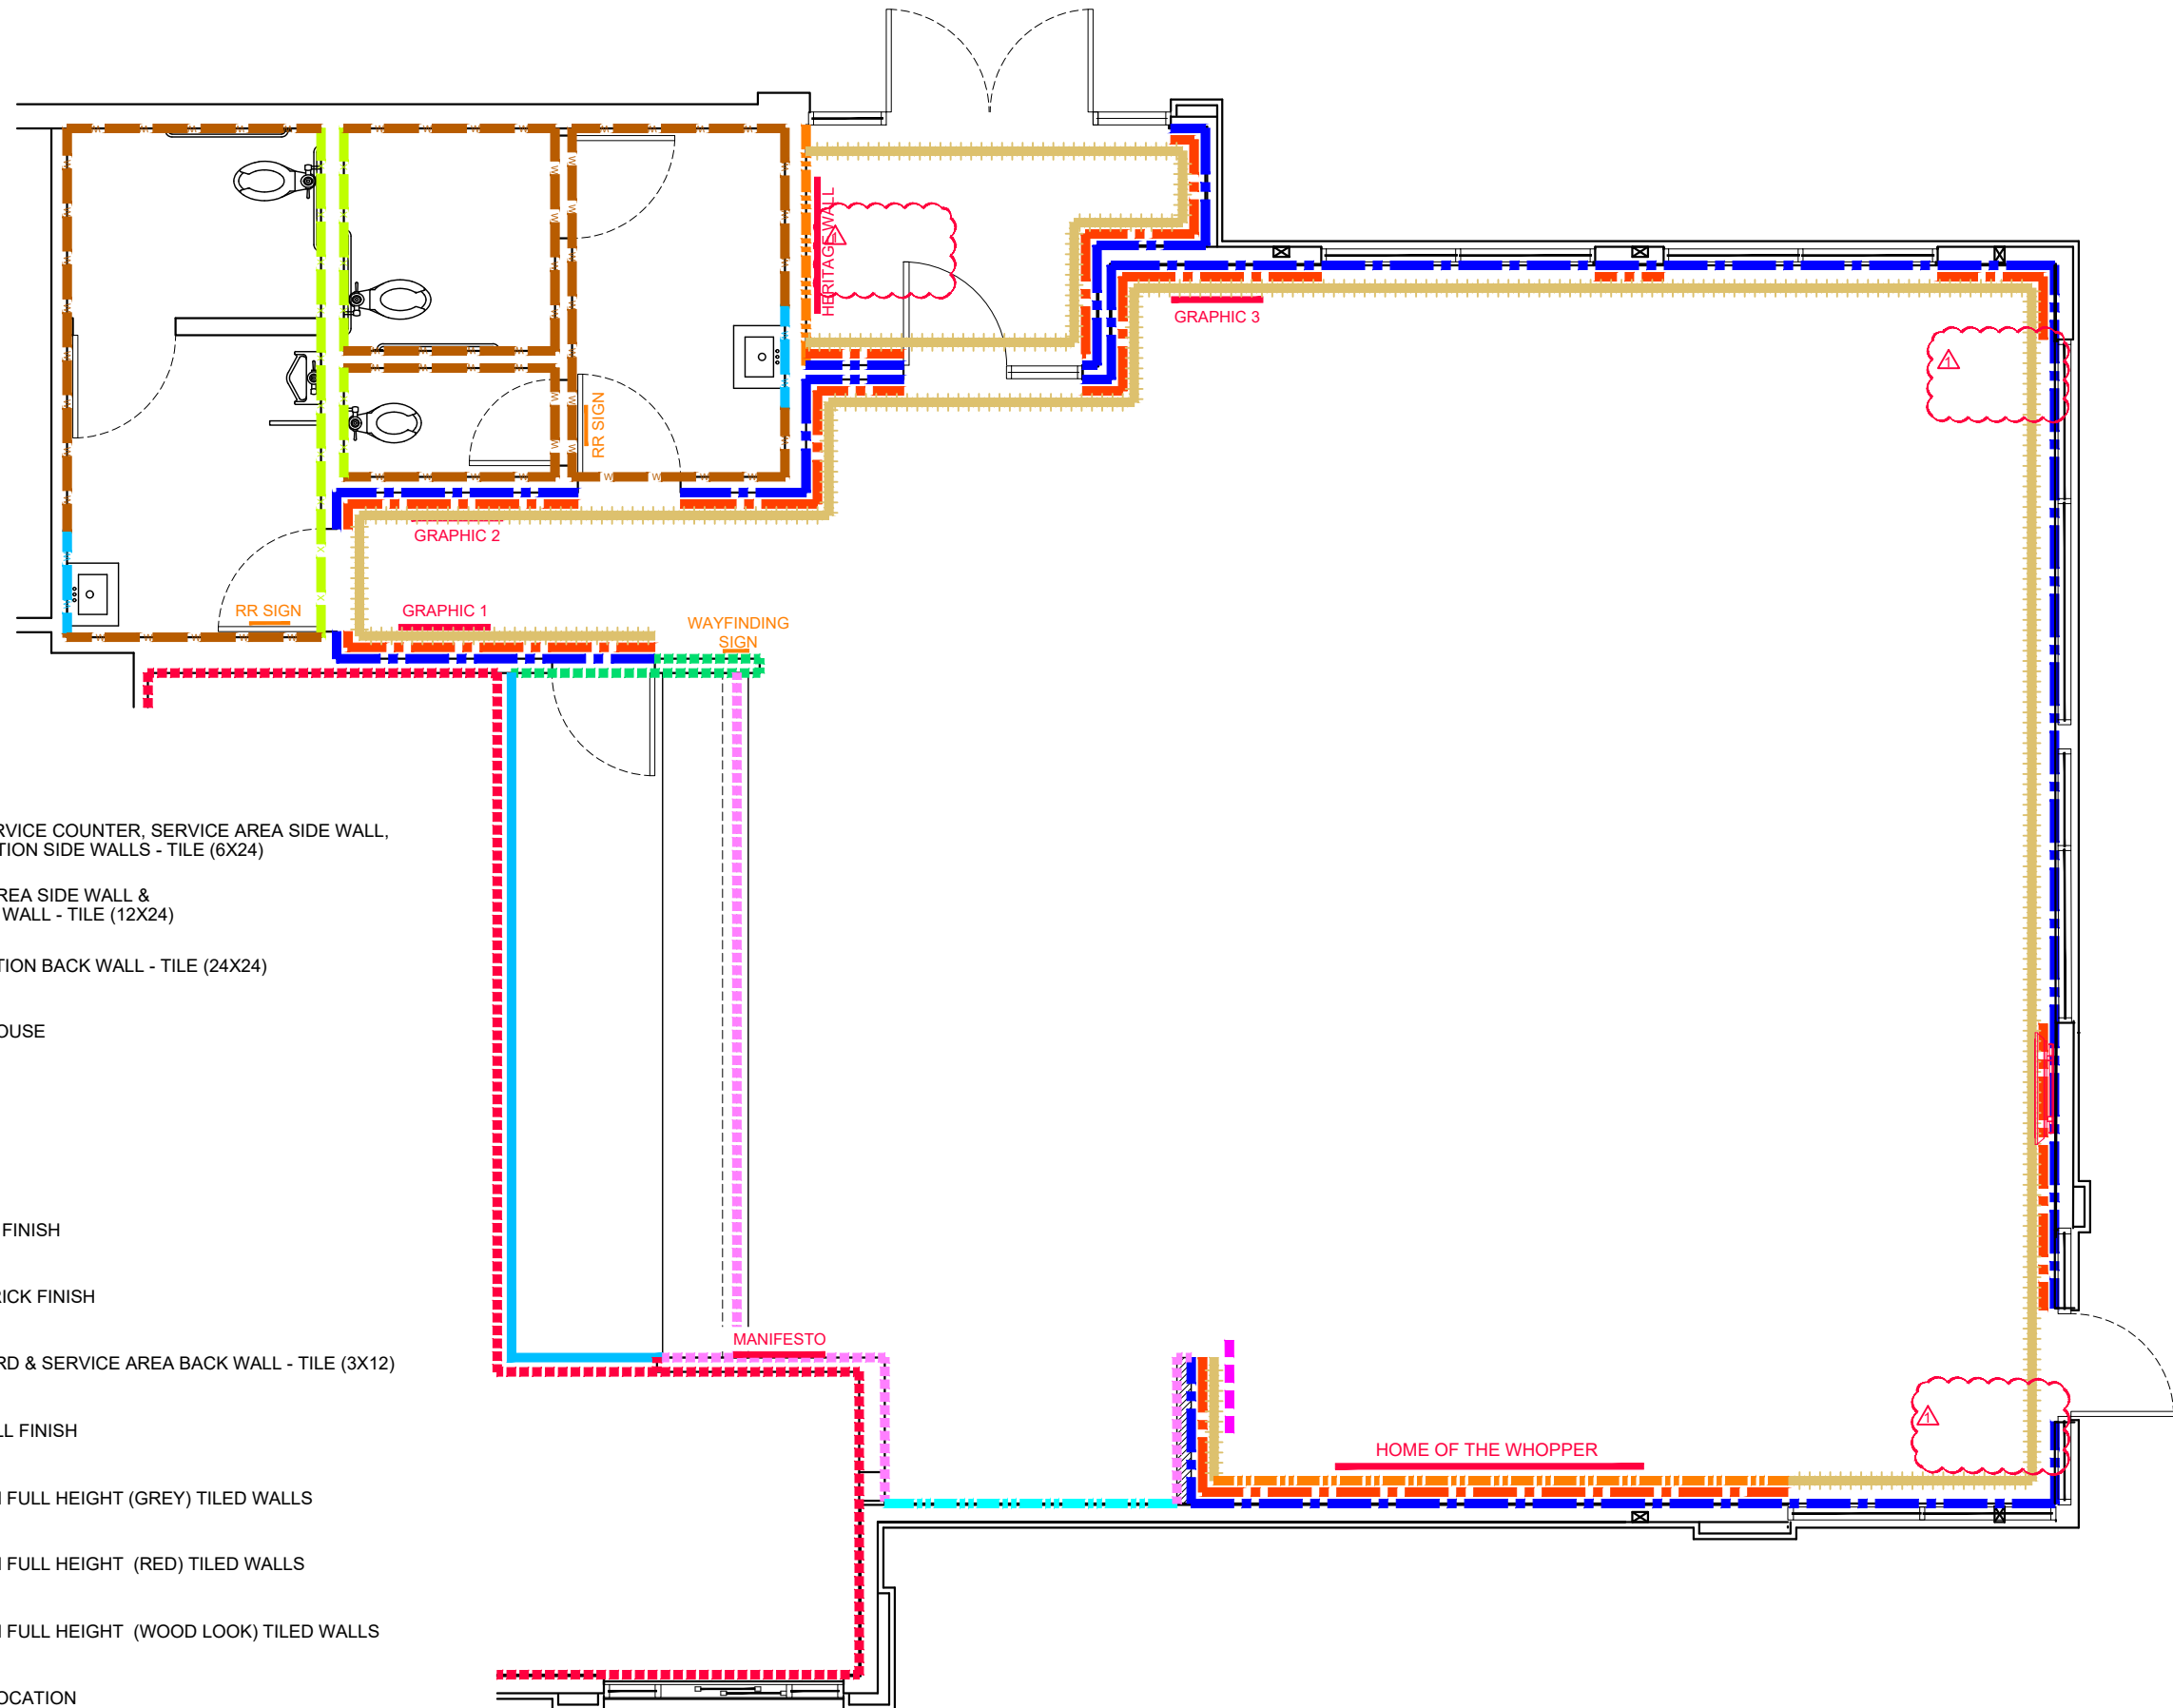 HERITAGE WALL
1
GRAPHIC 3
1
RR SIGN
GRAPHIC 2
RR SIGN
GRAPHIC 1
WAYFINDING
SIGN
RVICE COUNTER, SERVICE AREA SIDE WALL,
TION SIDE WALLS - TILE (6X24)
REA SIDE WALL &
WALL - TILE (12X24)
TION BACK WALL - TILE (24X24)
OUSE
FINISH
RICK FINISH
MANIFESTO
RD & SERVICE AREA BACK WALL - TILE (3X12)
1
LL FINISH
HOME OF THE WHOPPER
FULL HEIGHT (GREY) TILED WALLS
FULL HEIGHT (RED) TILED WALLS
FULL HEIGHT (WOOD LOOK) TILED WALLS
OCATION